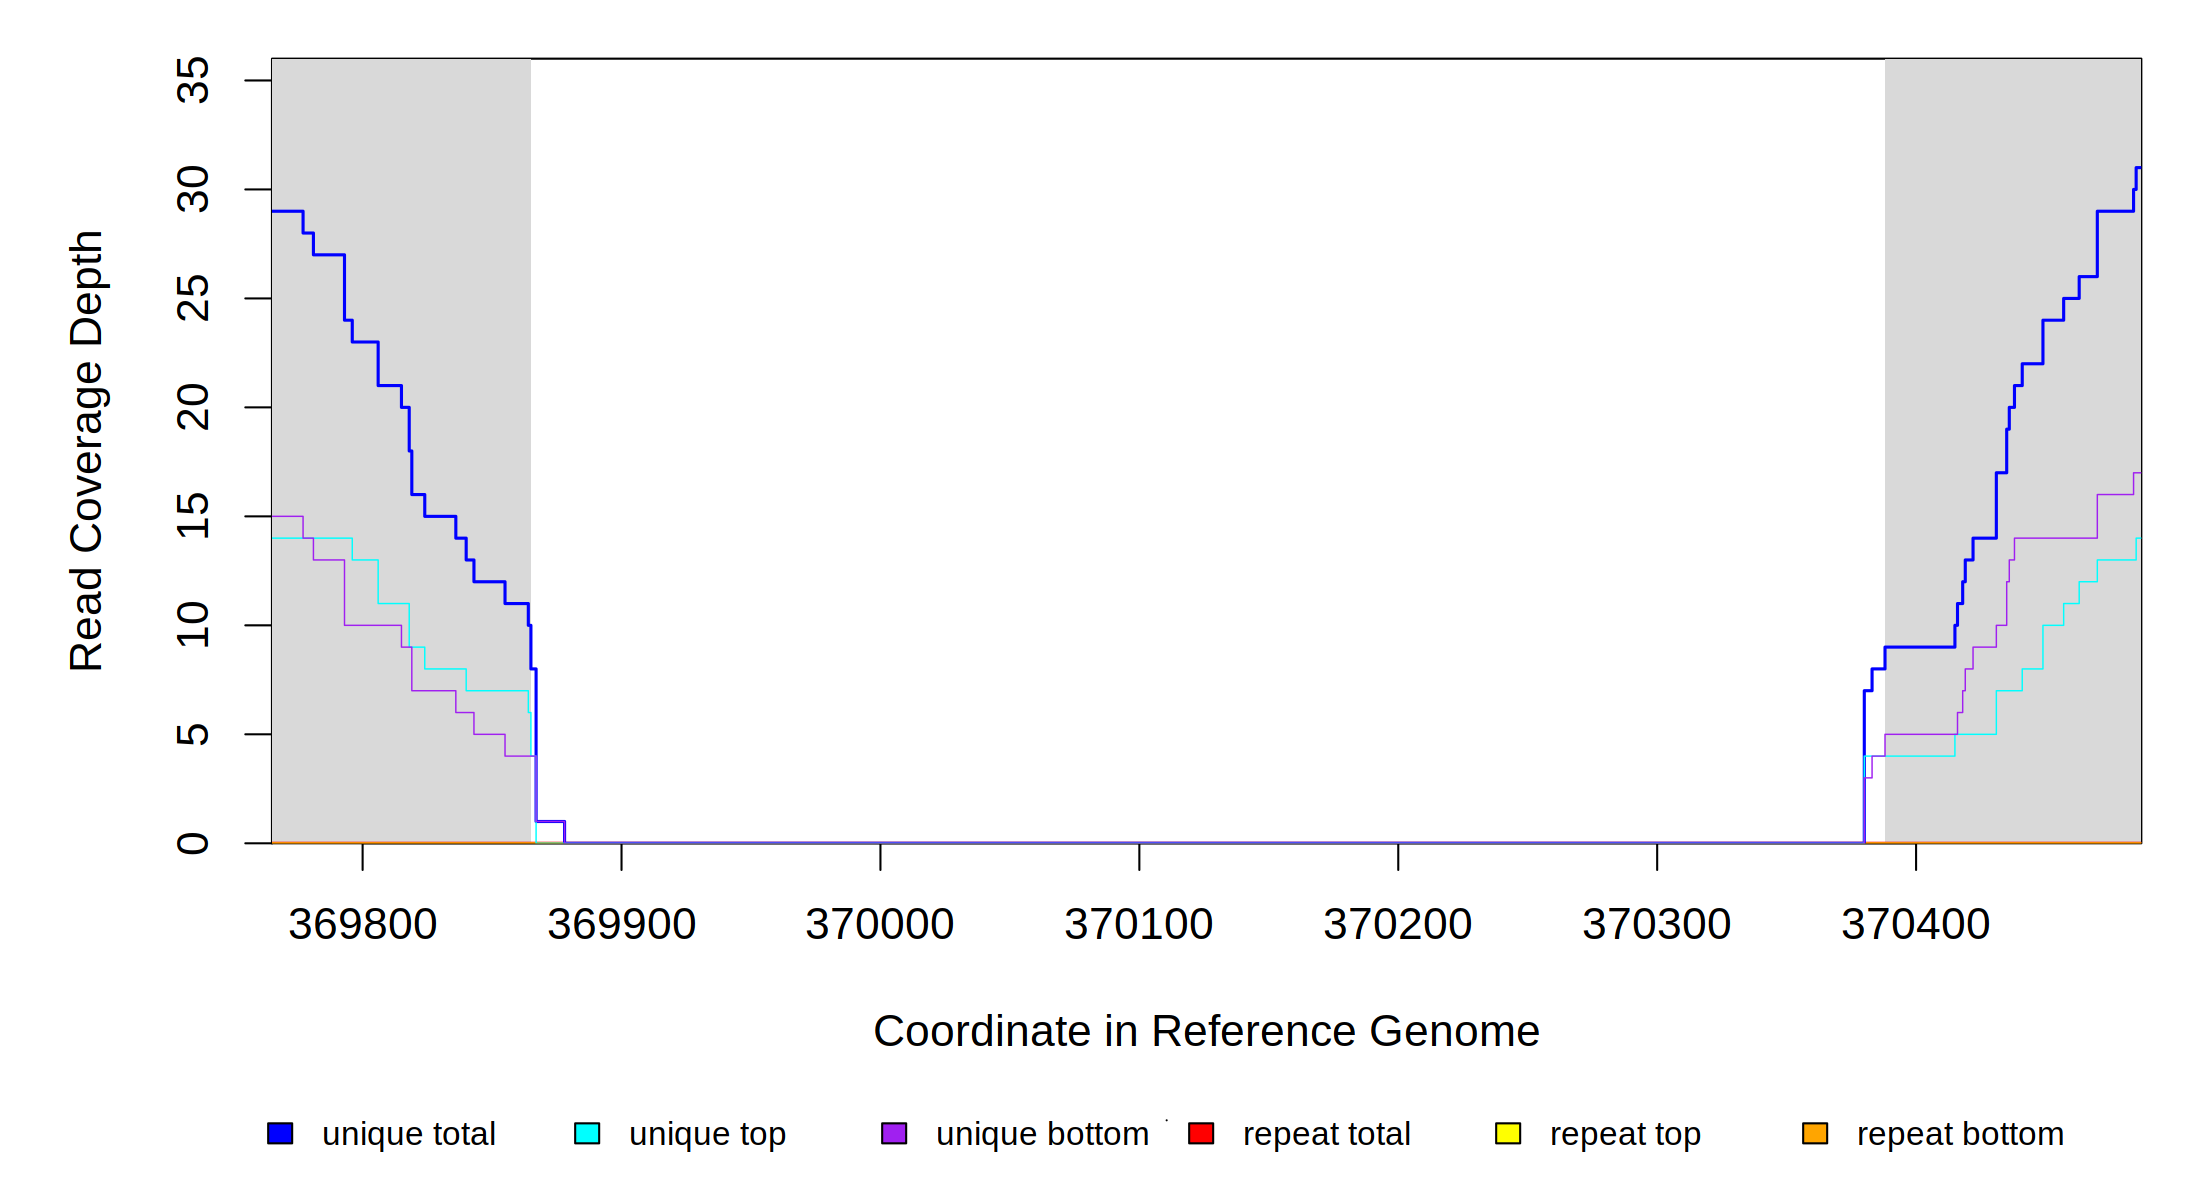 Read Coverage Depth
35
30
25
20
15
10
5
0
369800 369900 370000 370100 370200 370300 370400
Coordinate in Reference Genome
unique total unique top unique bottom repeat total repeat top repeat bottom